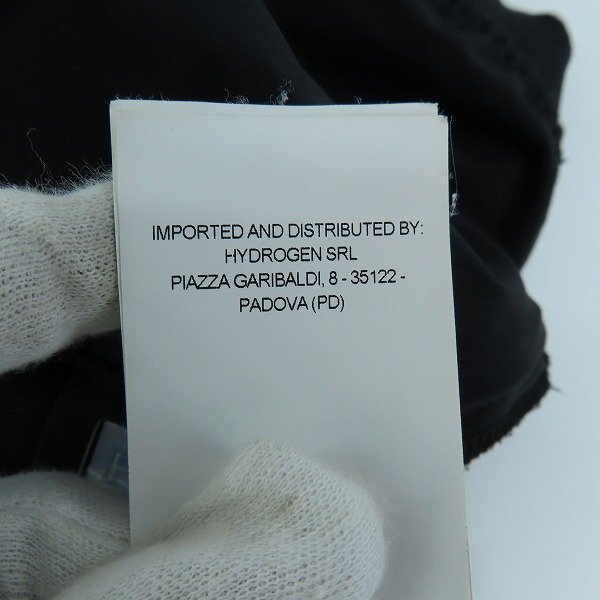 IMPORTED AND DISTRIBUTED BY:
HYDROGEN SRL
PIAZZA GARIBALDI, 8 - 35122 -
PADOVA (PD)